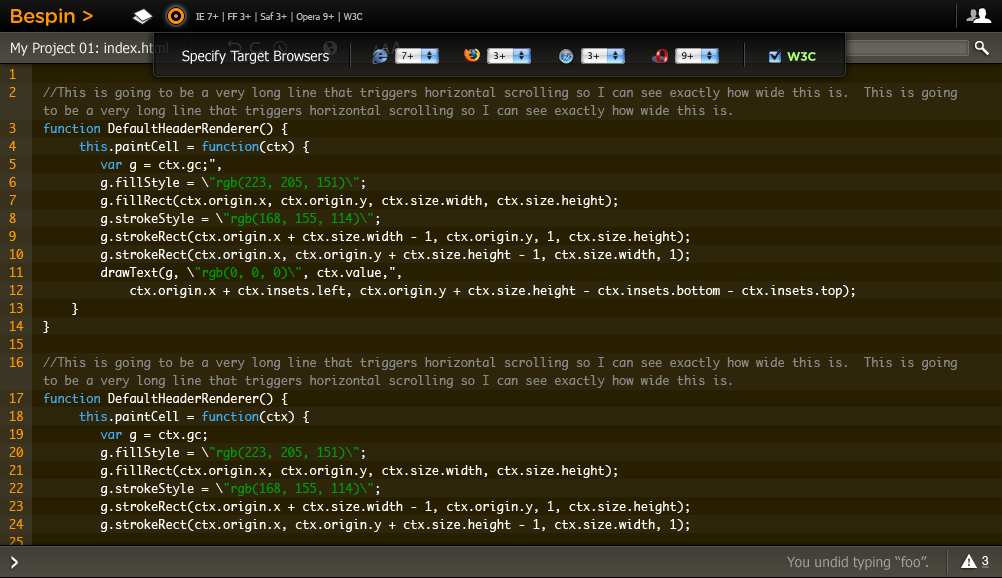 Bespin > IE 7+ | FF 3+ | Saf 3+ | Opera 9+ | W3C
My Project 01: index.html
Specify Target Browsers 7+ 3+ 3+ 9+ W3C
1
2 //This is going to be a very long line that triggers horizontal scrolling so I can see exactly how wide this is.  This is going
to be a very long line that triggers horizontal scrolling so I can see exactly how wide this is.
3 function DefaultHeaderRenderer() {
4 this.paintCell = function(ctx) {
5 var g = ctx.gc;",
6 g.fillStyle = \"rgb(223, 205, 151)\";
7 g.fillRect(ctx.origin.x, ctx.origin.y, ctx.size.width, ctx.size.height);
8 g.strokeStyle = \"rgb(168, 155, 114)\";
9 g.strokeRect(ctx.origin.x + ctx.size.width - 1, ctx.origin.y, 1, ctx.size.height);
10 g.strokeRect(ctx.origin.x, ctx.origin.y + ctx.size.height - 1, ctx.size.width, 1);
11 drawText(g, \"rgb(0, 0, 0)\", ctx.value,",
12 ctx.origin.x + ctx.insets.left, ctx.origin.y + ctx.size.height - ctx.insets.bottom - ctx.insets.top);
13 }
14 }
15
16 //This is going to be a very long line that triggers horizontal scrolling so I can see exactly how wide this is.  This is going
to be a very long line that triggers horizontal scrolling so I can see exactly how wide this is.
17 function DefaultHeaderRenderer() {
18 this.paintCell = function(ctx) {
19 var g = ctx.gc;
20 g.fillStyle = \"rgb(223, 205, 151)\";
21 g.fillRect(ctx.origin.x, ctx.origin.y, ctx.size.width, ctx.size.height);
22 g.strokeStyle = \"rgb(168, 155, 114)\";
23 g.strokeRect(ctx.origin.x + ctx.size.width - 1, ctx.origin.y, 1, ctx.size.height);
24 g.strokeRect(ctx.origin.x, ctx.origin.y + ctx.size.height - 1, ctx.size.width, 1);
25
You undid typing “foo”. 3